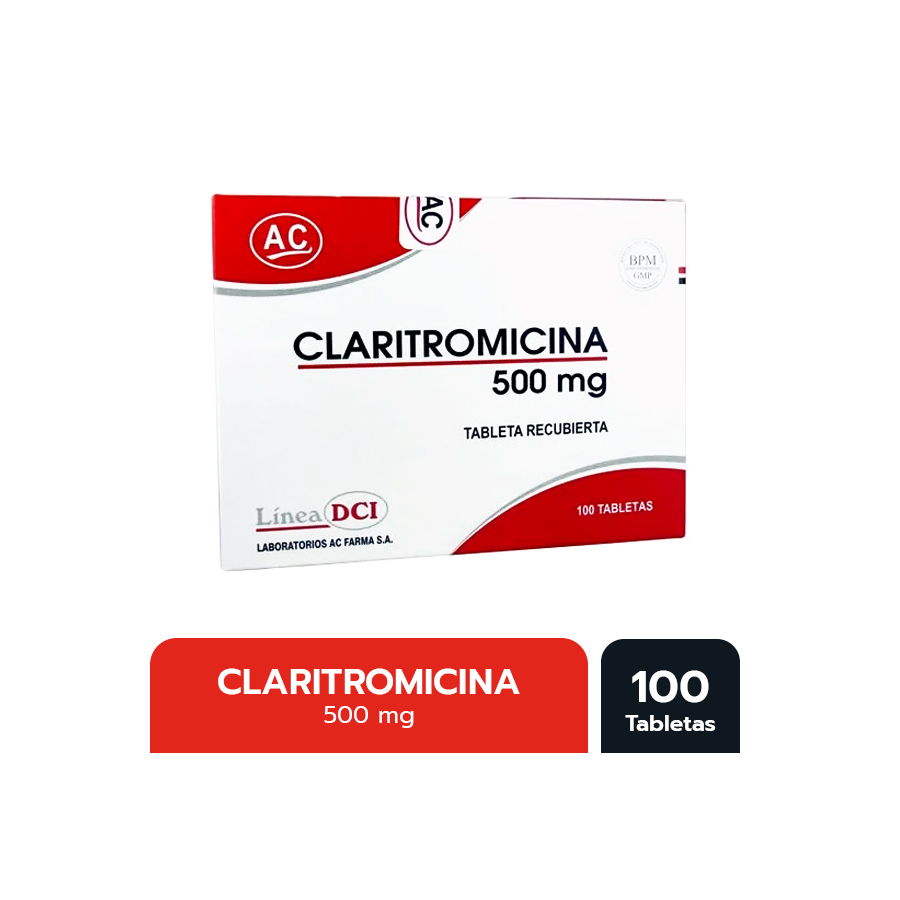 AC
AC
BPM
GMP
CLARITROMICINA
500 mg
TABLETA RECUBIERTA
Línea DCI
LABORATORIOS AC FARMA S.A.
100 TABLETAS
CLARITROMICINA
500 mg
100
Tabletas